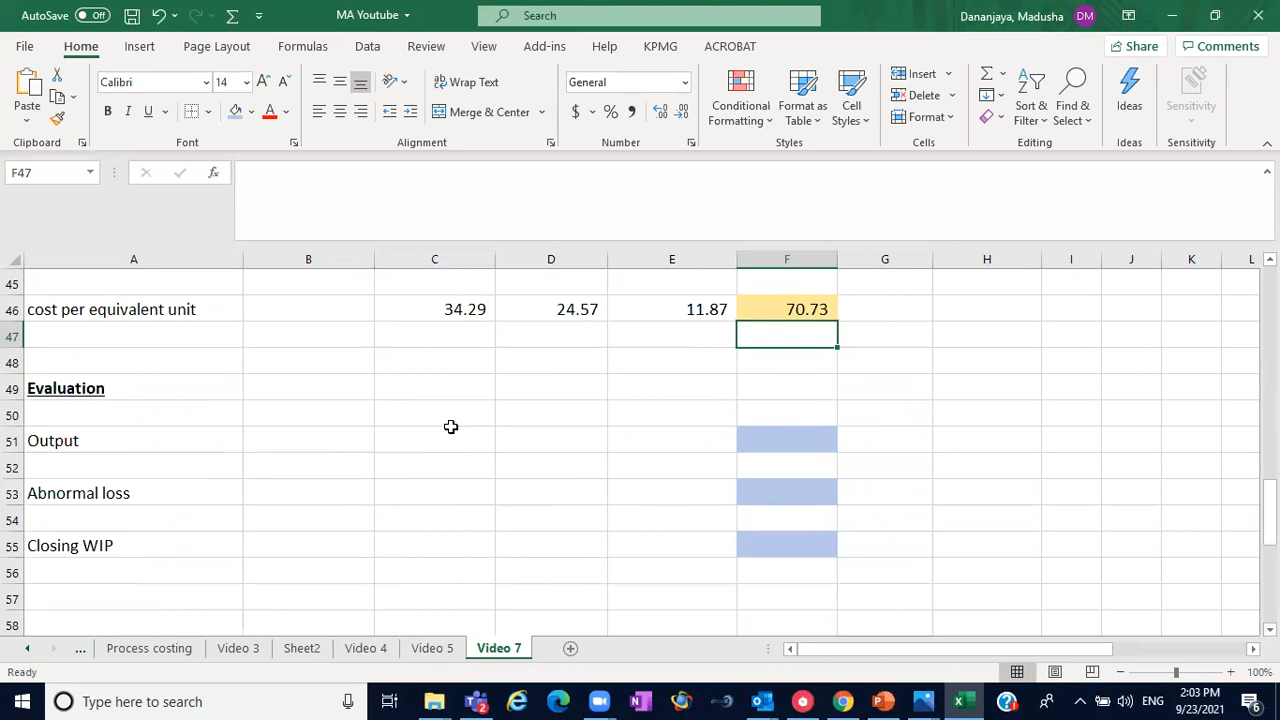 AutoSave Off MA Youtube Search Dananjaya, Madusha DM
File Home Insert Page Layout Formulas Data Review View Add-ins Help KPMG ACROBAT Share Comments
Paste Calibri 14 A A Wrap Text General Insert
B I U A Merge & Center $ % Conditional Formatting Format as Table Cell Styles Delete Format Sort & Filter Find & Select Ideas Sensitivity
Clipboard Font Alignment Number Styles Cells Editing Ideas Sensitivity
F47 fx
A B C D E F G H I J K L
45
46 cost per equivalent unit 34.29 24.57 11.87 70.73
47
48
49 Evaluation
50
51 Output
52
53 Abnormal loss
54
55 Closing WIP
56
57
58
... Process costing Video 3 Sheet2 Video 4 Video 5 Video 7
Ready 100%
Type here to search 2 ENG 2:03 PM 9/23/2021 6